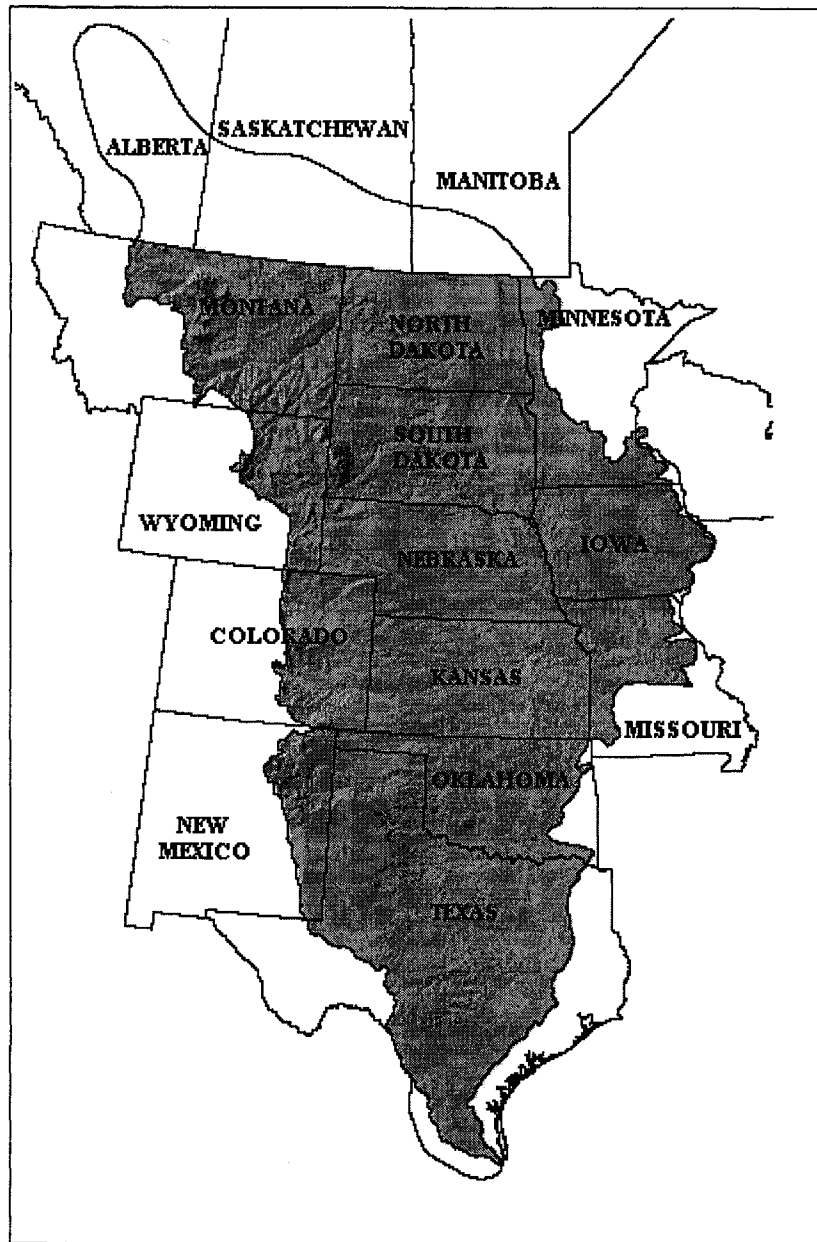 SASKATCHEWAN
ALBERTA
MANITOBA
MONTANA
NORTH
DAKOTA
MINNESOTA
SOUTH
DAKOTA
WYOMING
NEBRASKA
IOWA
COLORADO
KANSAS
MISSOURI
OKLAHOMA
NEW
MEXICO
TEXAS